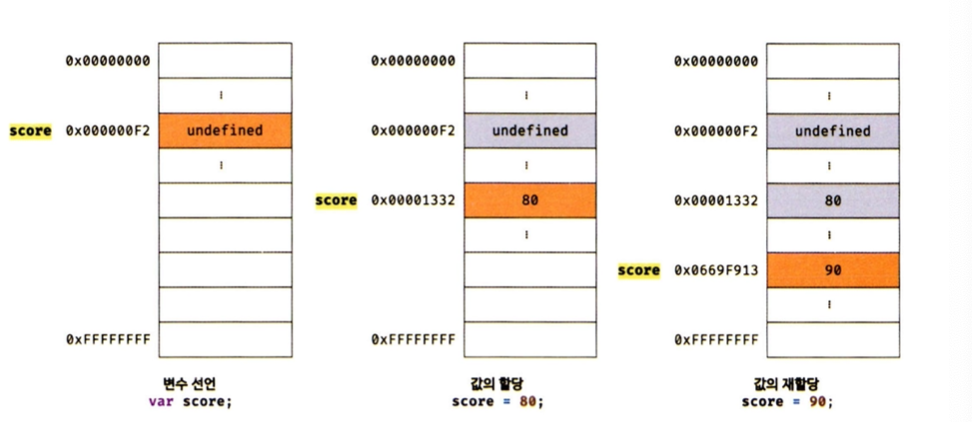 0x00000000
⋮
score 0x000000F2 undefined
⋮
0xFFFFFFFF
변수 선언
var score;
0x00000000
⋮
0x000000F2 undefined
⋮
score 0x00001332 80
⋮
0xFFFFFFFF
값의 할당
score = 80;
0x00000000
⋮
0x000000F2 undefined
⋮
0x00001332 80
⋮
score 0x0669F913 90
⋮
0xFFFFFFFF
값의 재할당
score = 90;